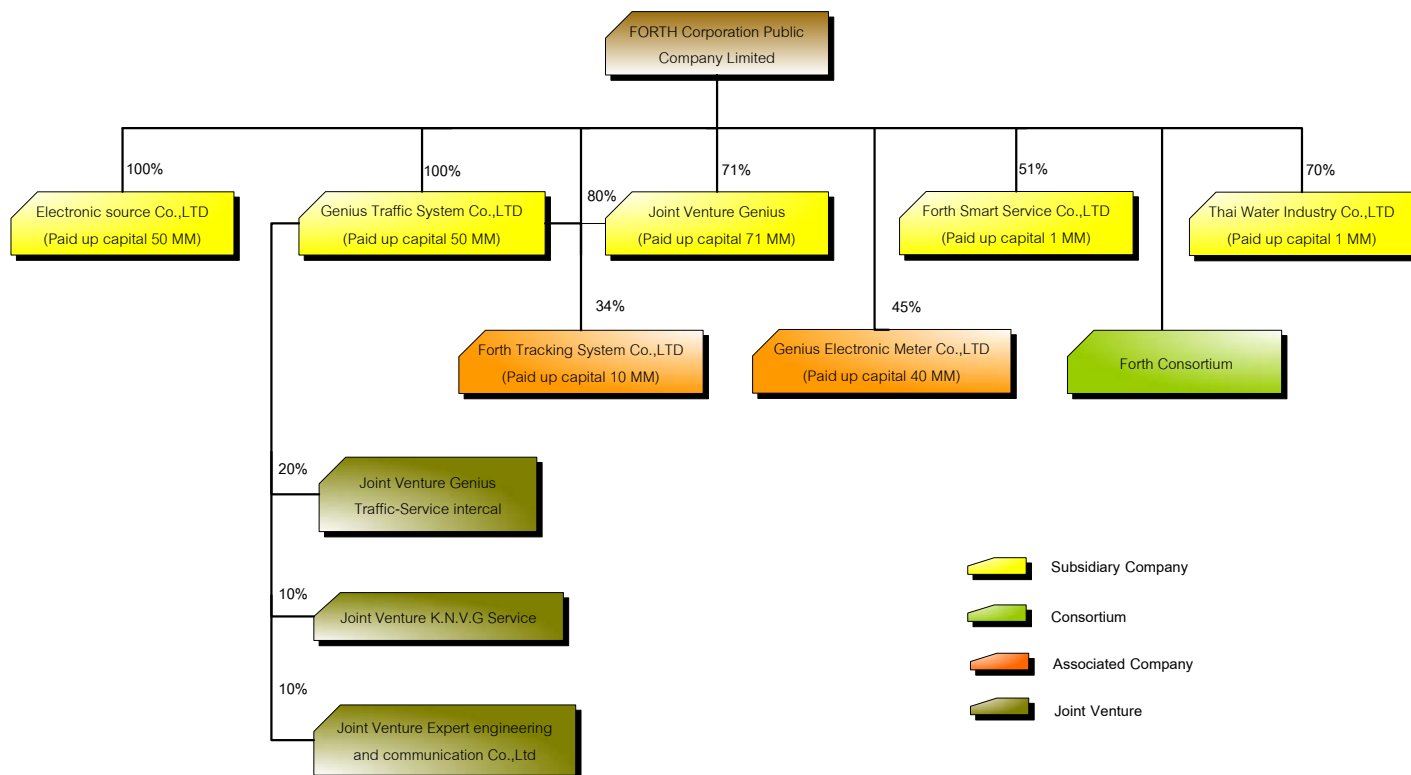 FORTH Corporation Public
Company Limited
100%
100%
71%
51%
70%
80%
Electronic source Co.,LTD
(Paid up capital 50 MM)
Genius Traffic System Co.,LTD
(Paid up capital 50 MM)
Joint Venture Genius
(Paid up capital 71 MM)
Forth Smart Service Co.,LTD
(Paid up capital 1 MM)
Thai Water Industry Co.,LTD
(Paid up capital 1 MM)
34%
45%
Forth Tracking System Co.,LTD
(Paid up capital 10 MM)
Genius Electronic Meter Co.,LTD
(Paid up capital 40 MM)
Forth Consortium
20%
Joint Venture Genius
Traffic-Service intercal
10%
Joint Venture K.N.V.G Service
10%
Joint Venture Expert engineering
and communication Co.,Ltd
Subsidiary Company
Consortium
Associated Company
Joint Venture